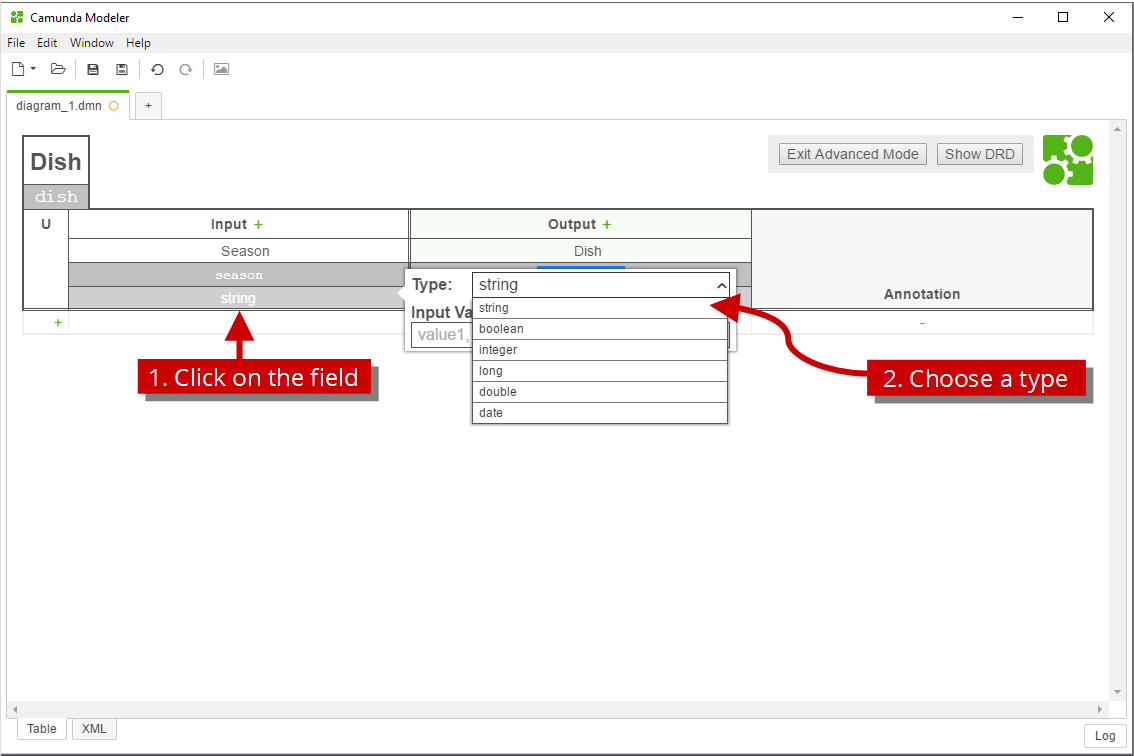 Camunda Modeler
File Edit Window Help
diagram_1.dmn +
Exit Advanced Mode Show DRD
Dish
dish
U Input + Output +
Season Dish
season
string
Annotation
Type: string
Input Va
value1,
string
boolean
integer
long
double
date
+ -
1. Click on the field
2. Choose a type
Table XML
Log